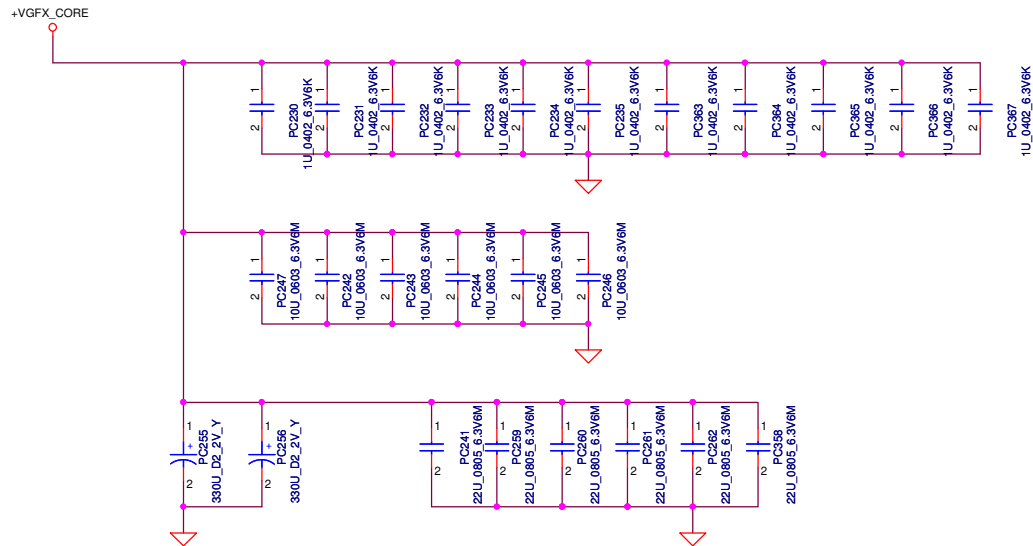 +VGFX_CORE
1
2
PC230
1U_0402_6.3V6K
1
2
PC231
1U_0402_6.3V6K
1
2
PC232
1U_0402_6.3V6K
1
2
PC233
1U_0402_6.3V6K
1
2
PC234
1U_0402_6.3V6K
1
2
PC235
1U_0402_6.3V6K
1
2
PC363
1U_0402_6.3V6K
1
2
PC364
1U_0402_6.3V6K
1
2
PC365
1U_0402_6.3V6K
1
2
PC366
1U_0402_6.3V6K
1
2
PC367
1U_0402_6.3V6K
1
2
PC247
10U_0603_6.3V6M
1
2
PC242
10U_0603_6.3V6M
1
2
PC243
10U_0603_6.3V6M
1
2
PC244
10U_0603_6.3V6M
1
2
PC245
10U_0603_6.3V6M
1
2
PC246
10U_0603_6.3V6M
1
+
2
PC255
330U_D2_2V_Y
1
+
2
PC256
330U_D2_2V_Y
1
2
PC241
22U_0805_6.3V6M
1
2
PC259
22U_0805_6.3V6M
1
2
PC260
22U_0805_6.3V6M
1
2
PC261
22U_0805_6.3V6M
1
2
PC262
22U_0805_6.3V6M
1
2
PC358
22U_0805_6.3V6M